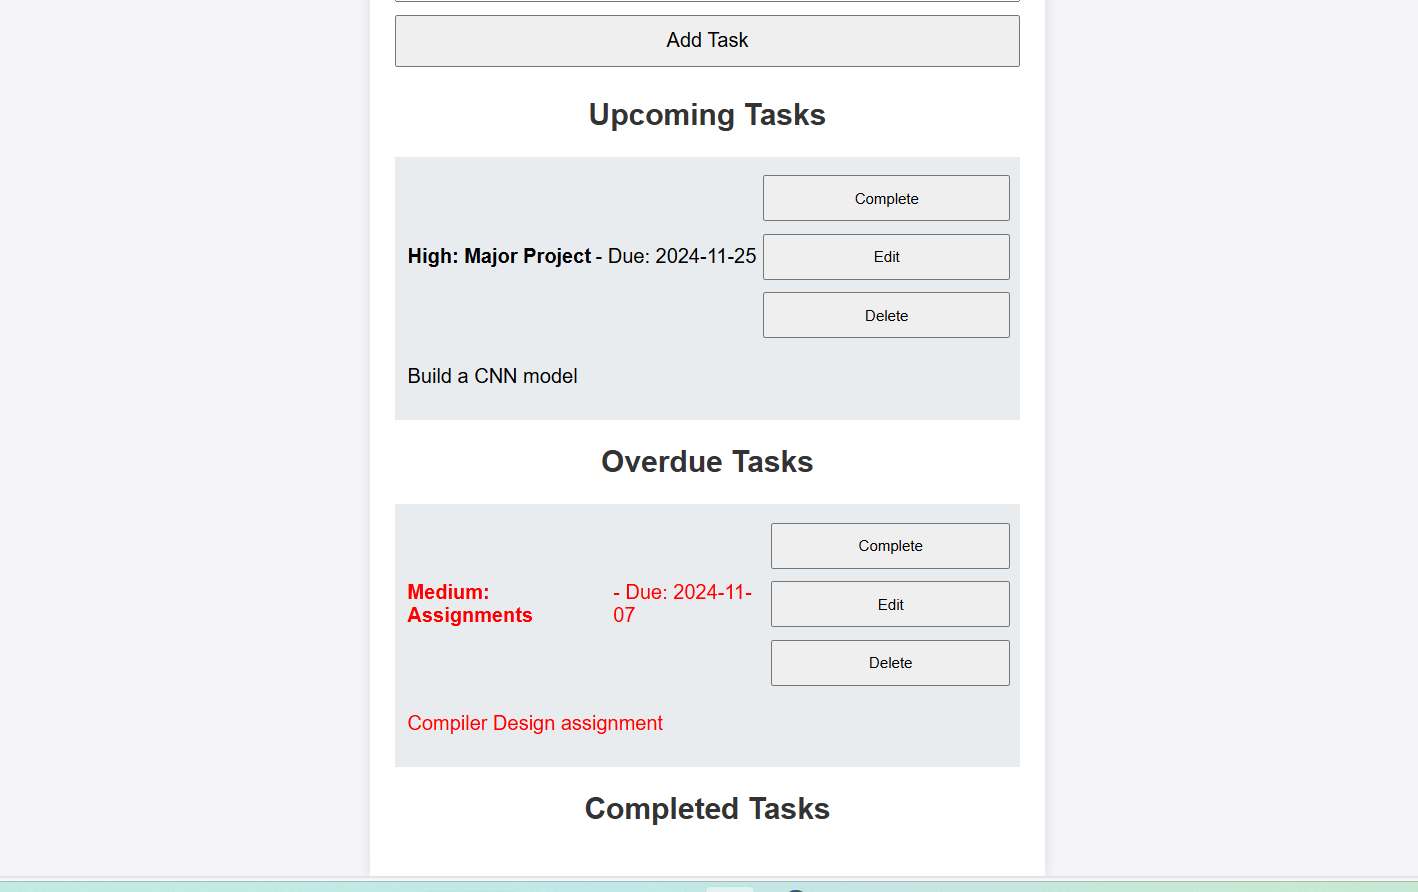 Add Task
Upcoming Tasks
Complete
High: Major Project - Due: 2024-11-25
Edit
Delete
Build a CNN model
Overdue Tasks
Complete
Medium:
Assignments
- Due: 2024-11-
07
Edit
Delete
Compiler Design assignment
Completed Tasks